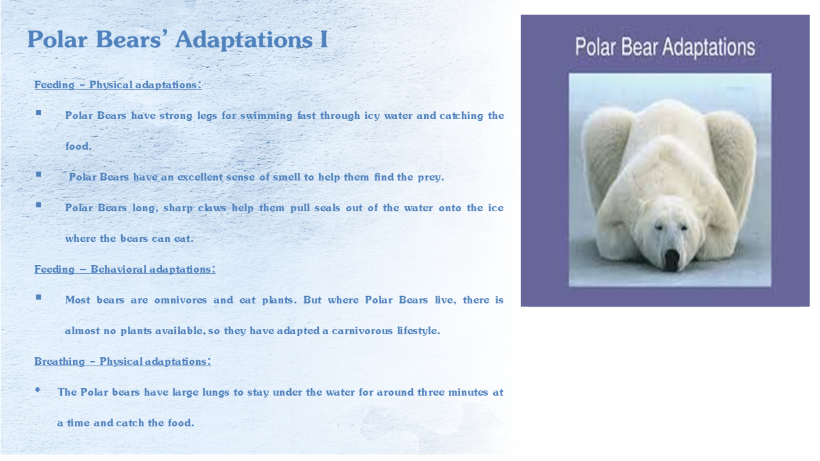 Polar Bears' Adaptations I
Polar Bear Adaptations
Feeding – Physical adaptations:
▪ Polar Bears have strong legs for swimming fast through icy water and catching the
food.
▪ Polar Bears have an excellent sense of smell to help them find the prey.
▪ Polar Bears long, sharp claws help them pull seals out of the water onto the ice
where the bears can eat.
Feeding – Behavioral adaptations:
▪ Most bears are omnivores and eat plants. But where Polar Bears live, there is
almost no plants available, so they have adapted a carnivorous lifestyle.
Breathing – Physical adaptations:
• The Polar bears have large lungs to stay under the water for around three minutes at
a time and catch the food.